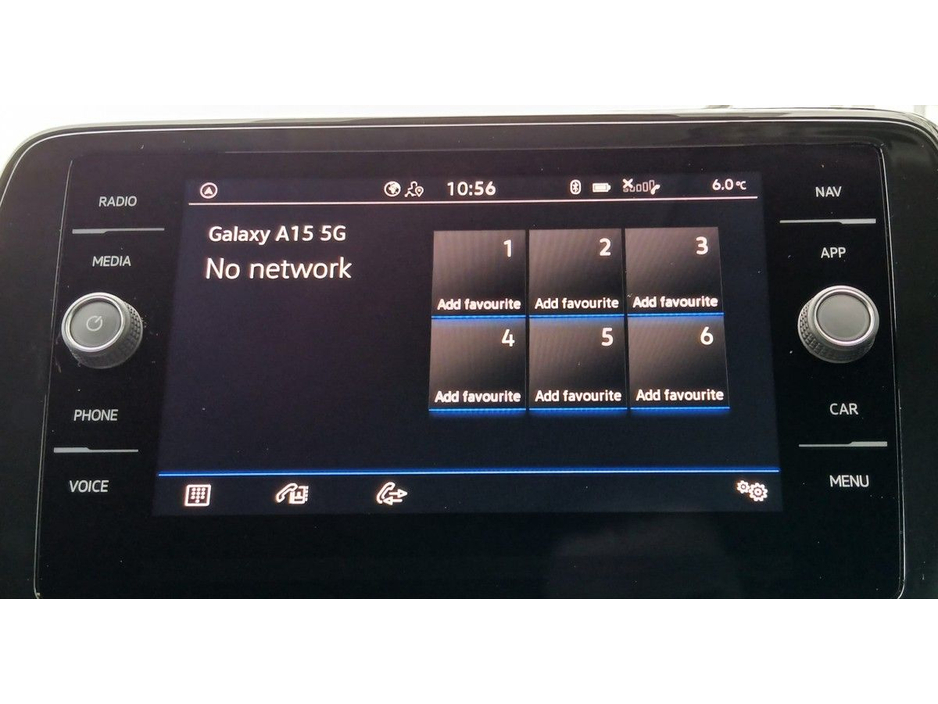 10:56
6.0°C
RADIO
MEDIA
PHONE
VOICE
Galaxy A15 5G
No network
1
2
3
Add favourite
Add favourite
Add favourite
4
5
6
Add favourite
Add favourite
Add favourite
NAV
APP
CAR
MENU